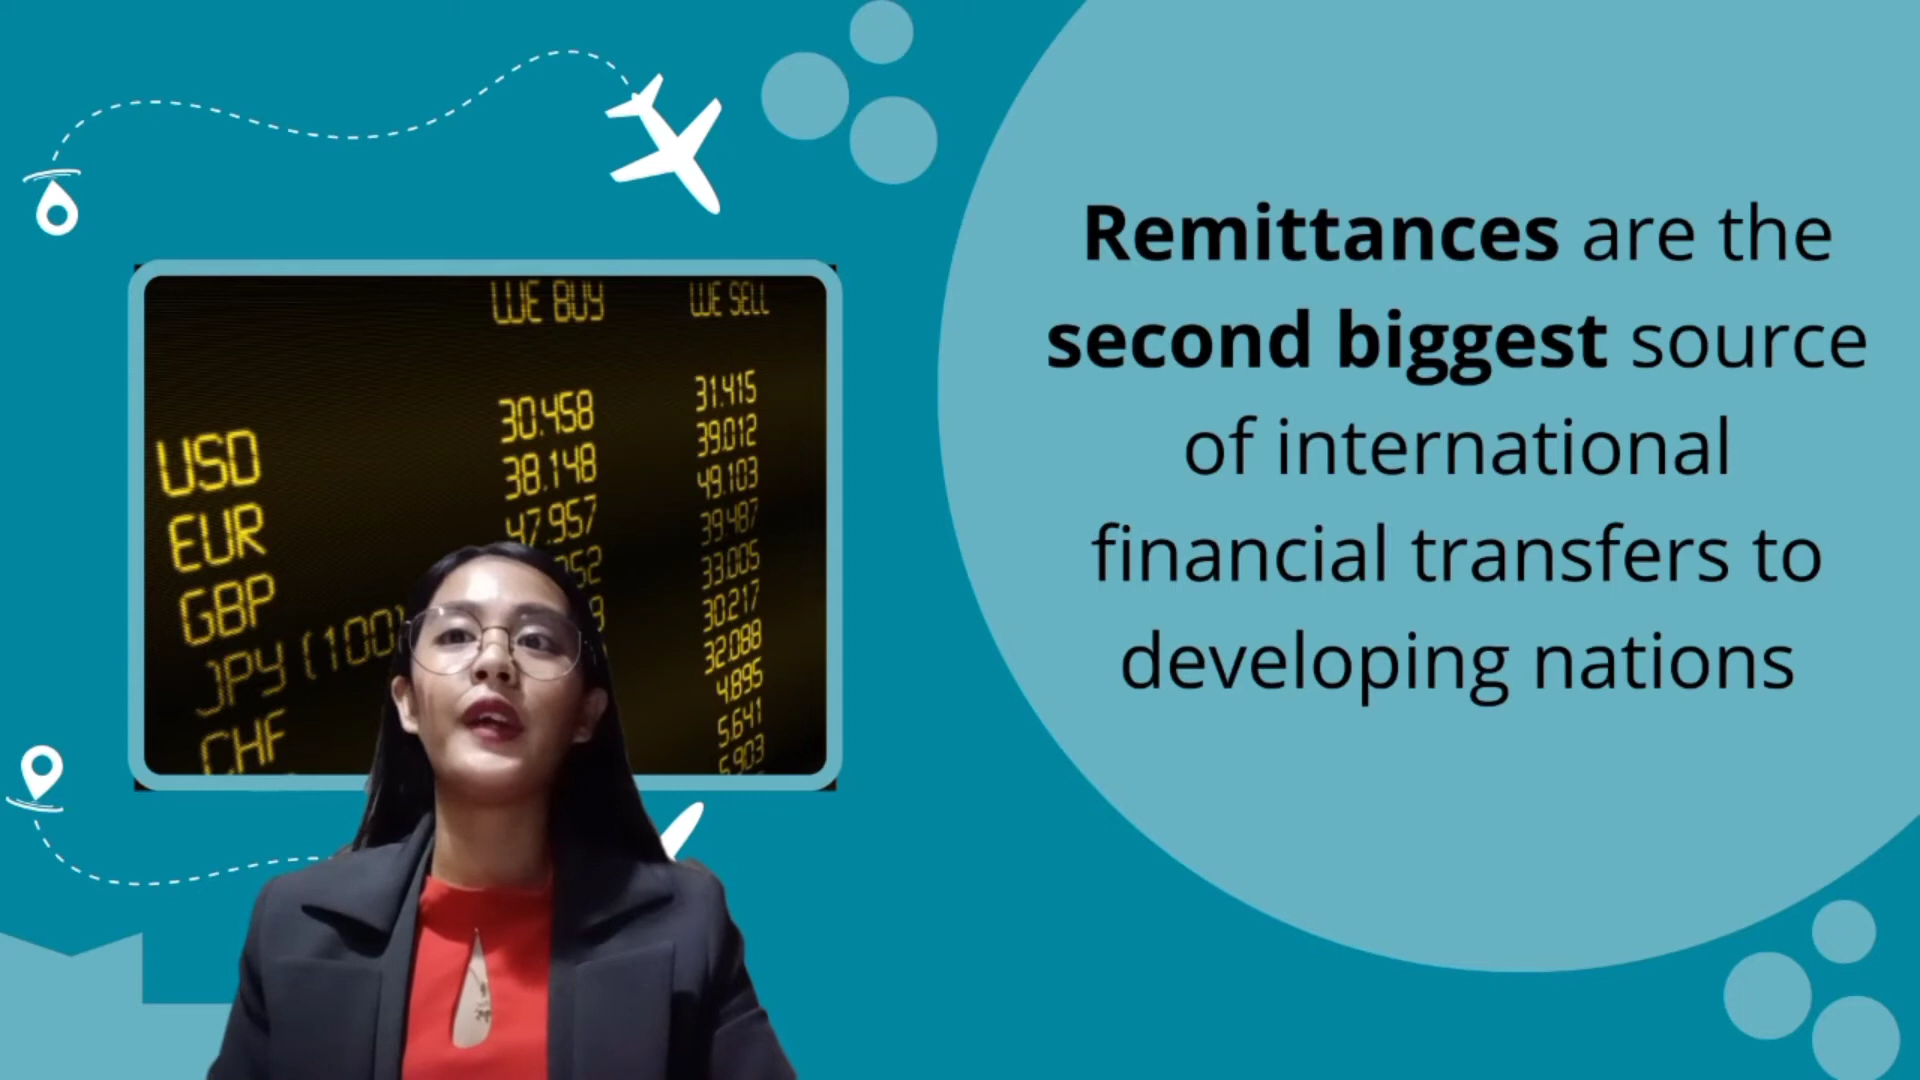 WE BUY WE SELL
USD 30.458 31.415
EUR 38.148 39.012
GBP 47.957 49.103
JPY (100) 39.487
CHF 33.005
30.217
32.088
4.895
5.641
5.903
Remittances are the
second biggest source
of international
financial transfers to
developing nations